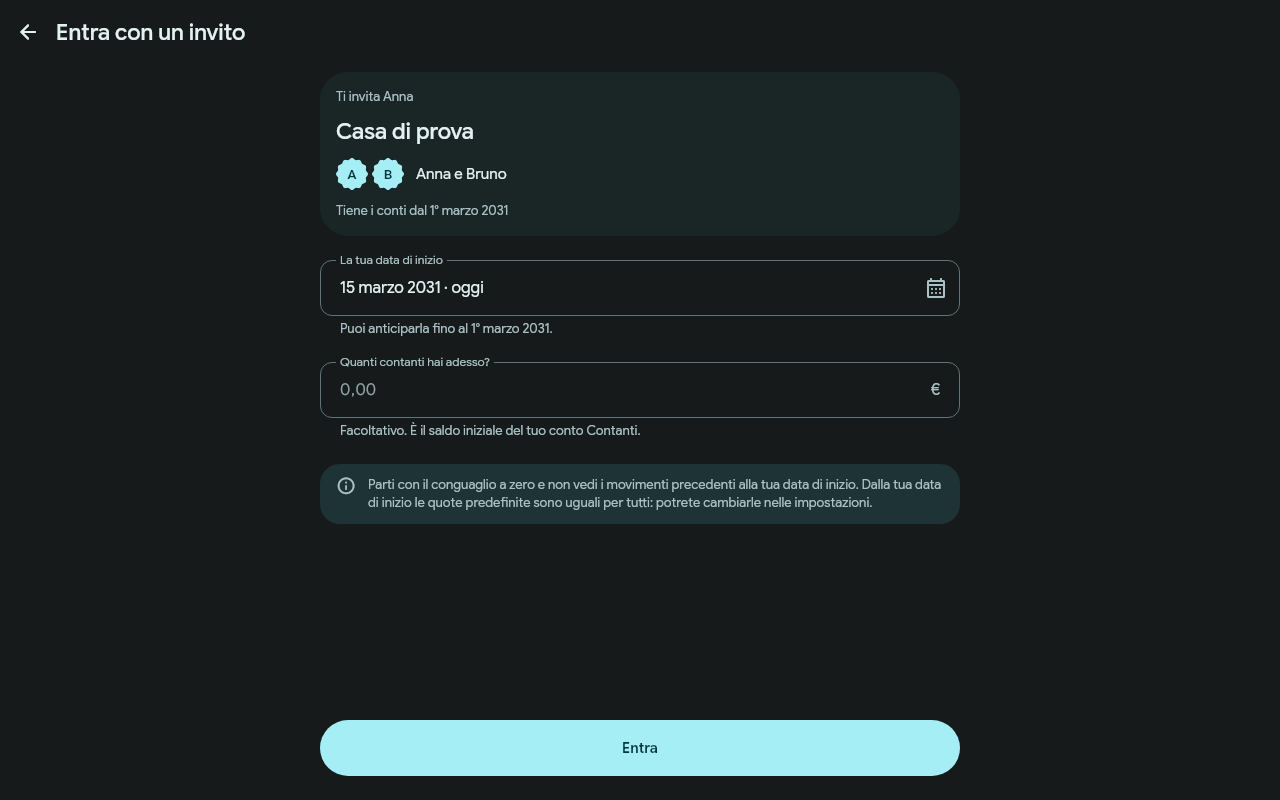 Entra con un invito
Ti invita Anna
Casa di prova
A B Anna e Bruno
Tiene i conti dal 1° marzo 2031
La tua data di inizio
15 marzo 2031 · oggi
Puoi anticiparla fino al 1° marzo 2031.
Quanti contanti hai adesso?
0,00 €
Facoltativo. È il saldo iniziale del tuo conto Contanti.
Parti con il conguaglio a zero e non vedi i movimenti precedenti alla tua data di inizio. Dalla tua data
di inizio le quote predefinite sono uguali per tutti: potrete cambiarle nelle impostazioni.
Entra